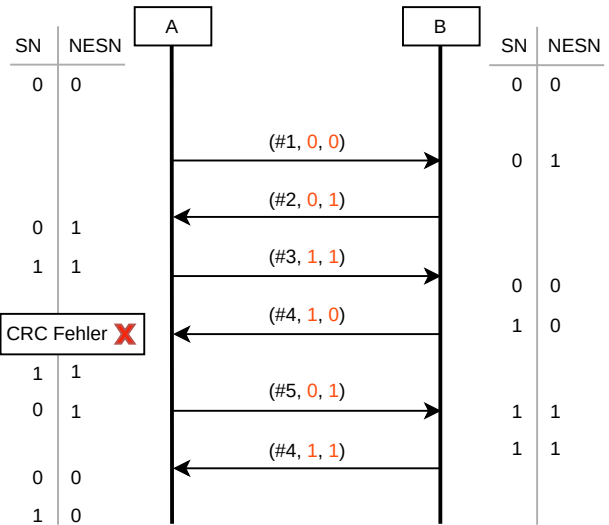 A B
SN NESN SN NESN
0 0 0 0
(#1, 0, 0)
0 1
(#2, 0, 1)
0 1
(#3, 1, 1)
1 1
0 0
(#4, 1, 0)
1 0
CRC Fehler
1 1
(#5, 0, 1)
0 1 1 1
(#4, 1, 1)
1 1
0 0
1 0